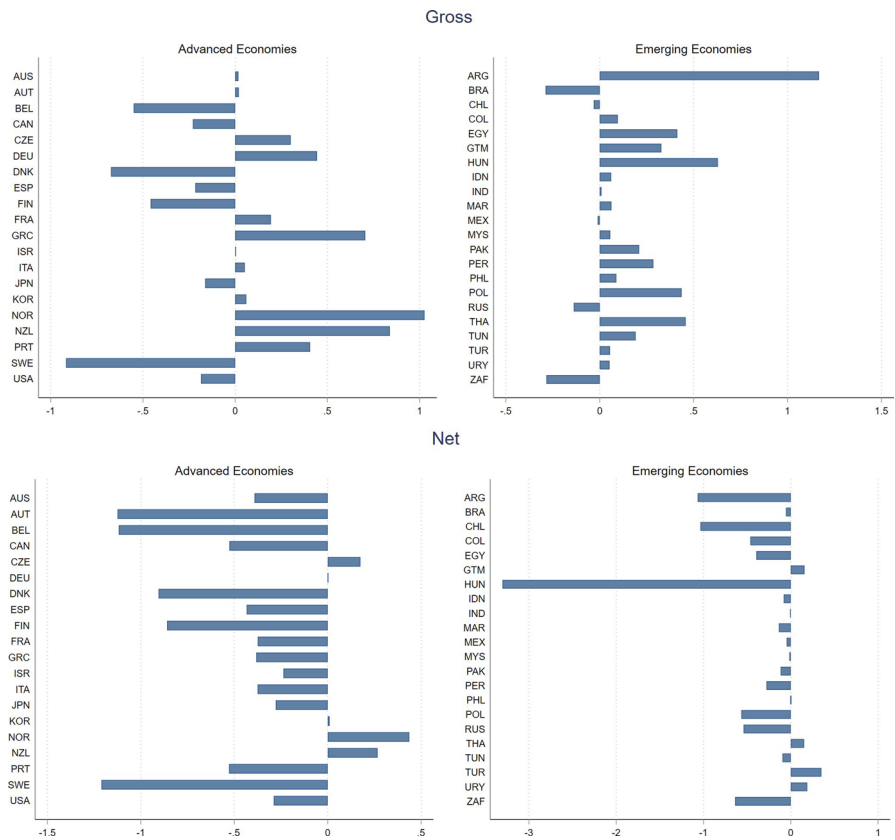 Gross
Advanced Economies
AUS
AUT
BEL
CAN
CZE
DEU
DNK
ESP
FIN
FRA
GRC
ISR
ITA
JPN
KOR
NOR
NZL
PRT
SWE
USA
-1 -.5 0 .5 1
Emerging Economies
ARG
BRA
CHL
COL
EGY
GTM
HUN
IDN
IND
MAR
MEX
MYS
PAK
PER
PHL
POL
RUS
THA
TUN
TUR
URY
ZAF
-.5 0 .5 1 1.5
Net
Advanced Economies
AUS
AUT
BEL
CAN
CZE
DEU
DNK
ESP
FIN
FRA
GRC
ISR
ITA
JPN
KOR
NOR
NZL
PRT
SWE
USA
-1.5 -1 -.5 0 .5
Emerging Economies
ARG
BRA
CHL
COL
EGY
GTM
HUN
IDN
IND
MAR
MEX
MYS
PAK
PER
PHL
POL
RUS
THA
TUN
TUR
URY
ZAF
-3 -2 -1 0 1